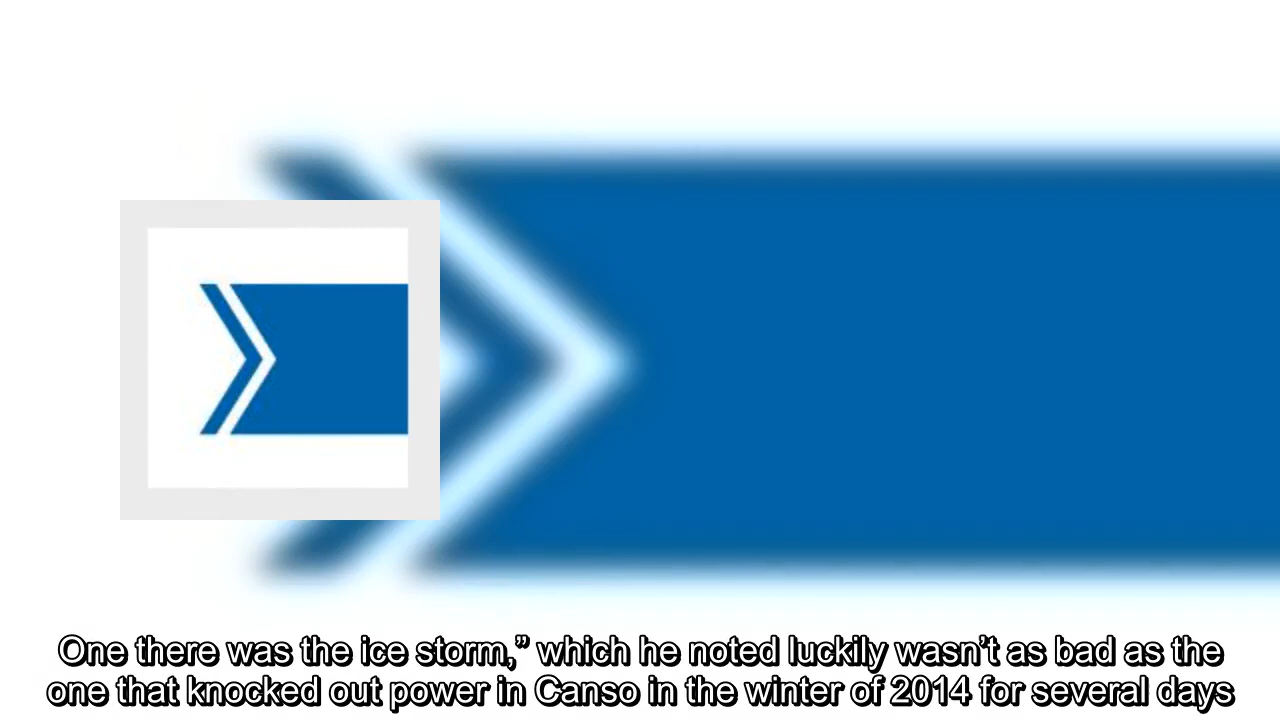 One there was the ice storm,” which he noted luckily wasn’t as bad as the
one that knocked out power in Canso in the winter of 2014 for several days